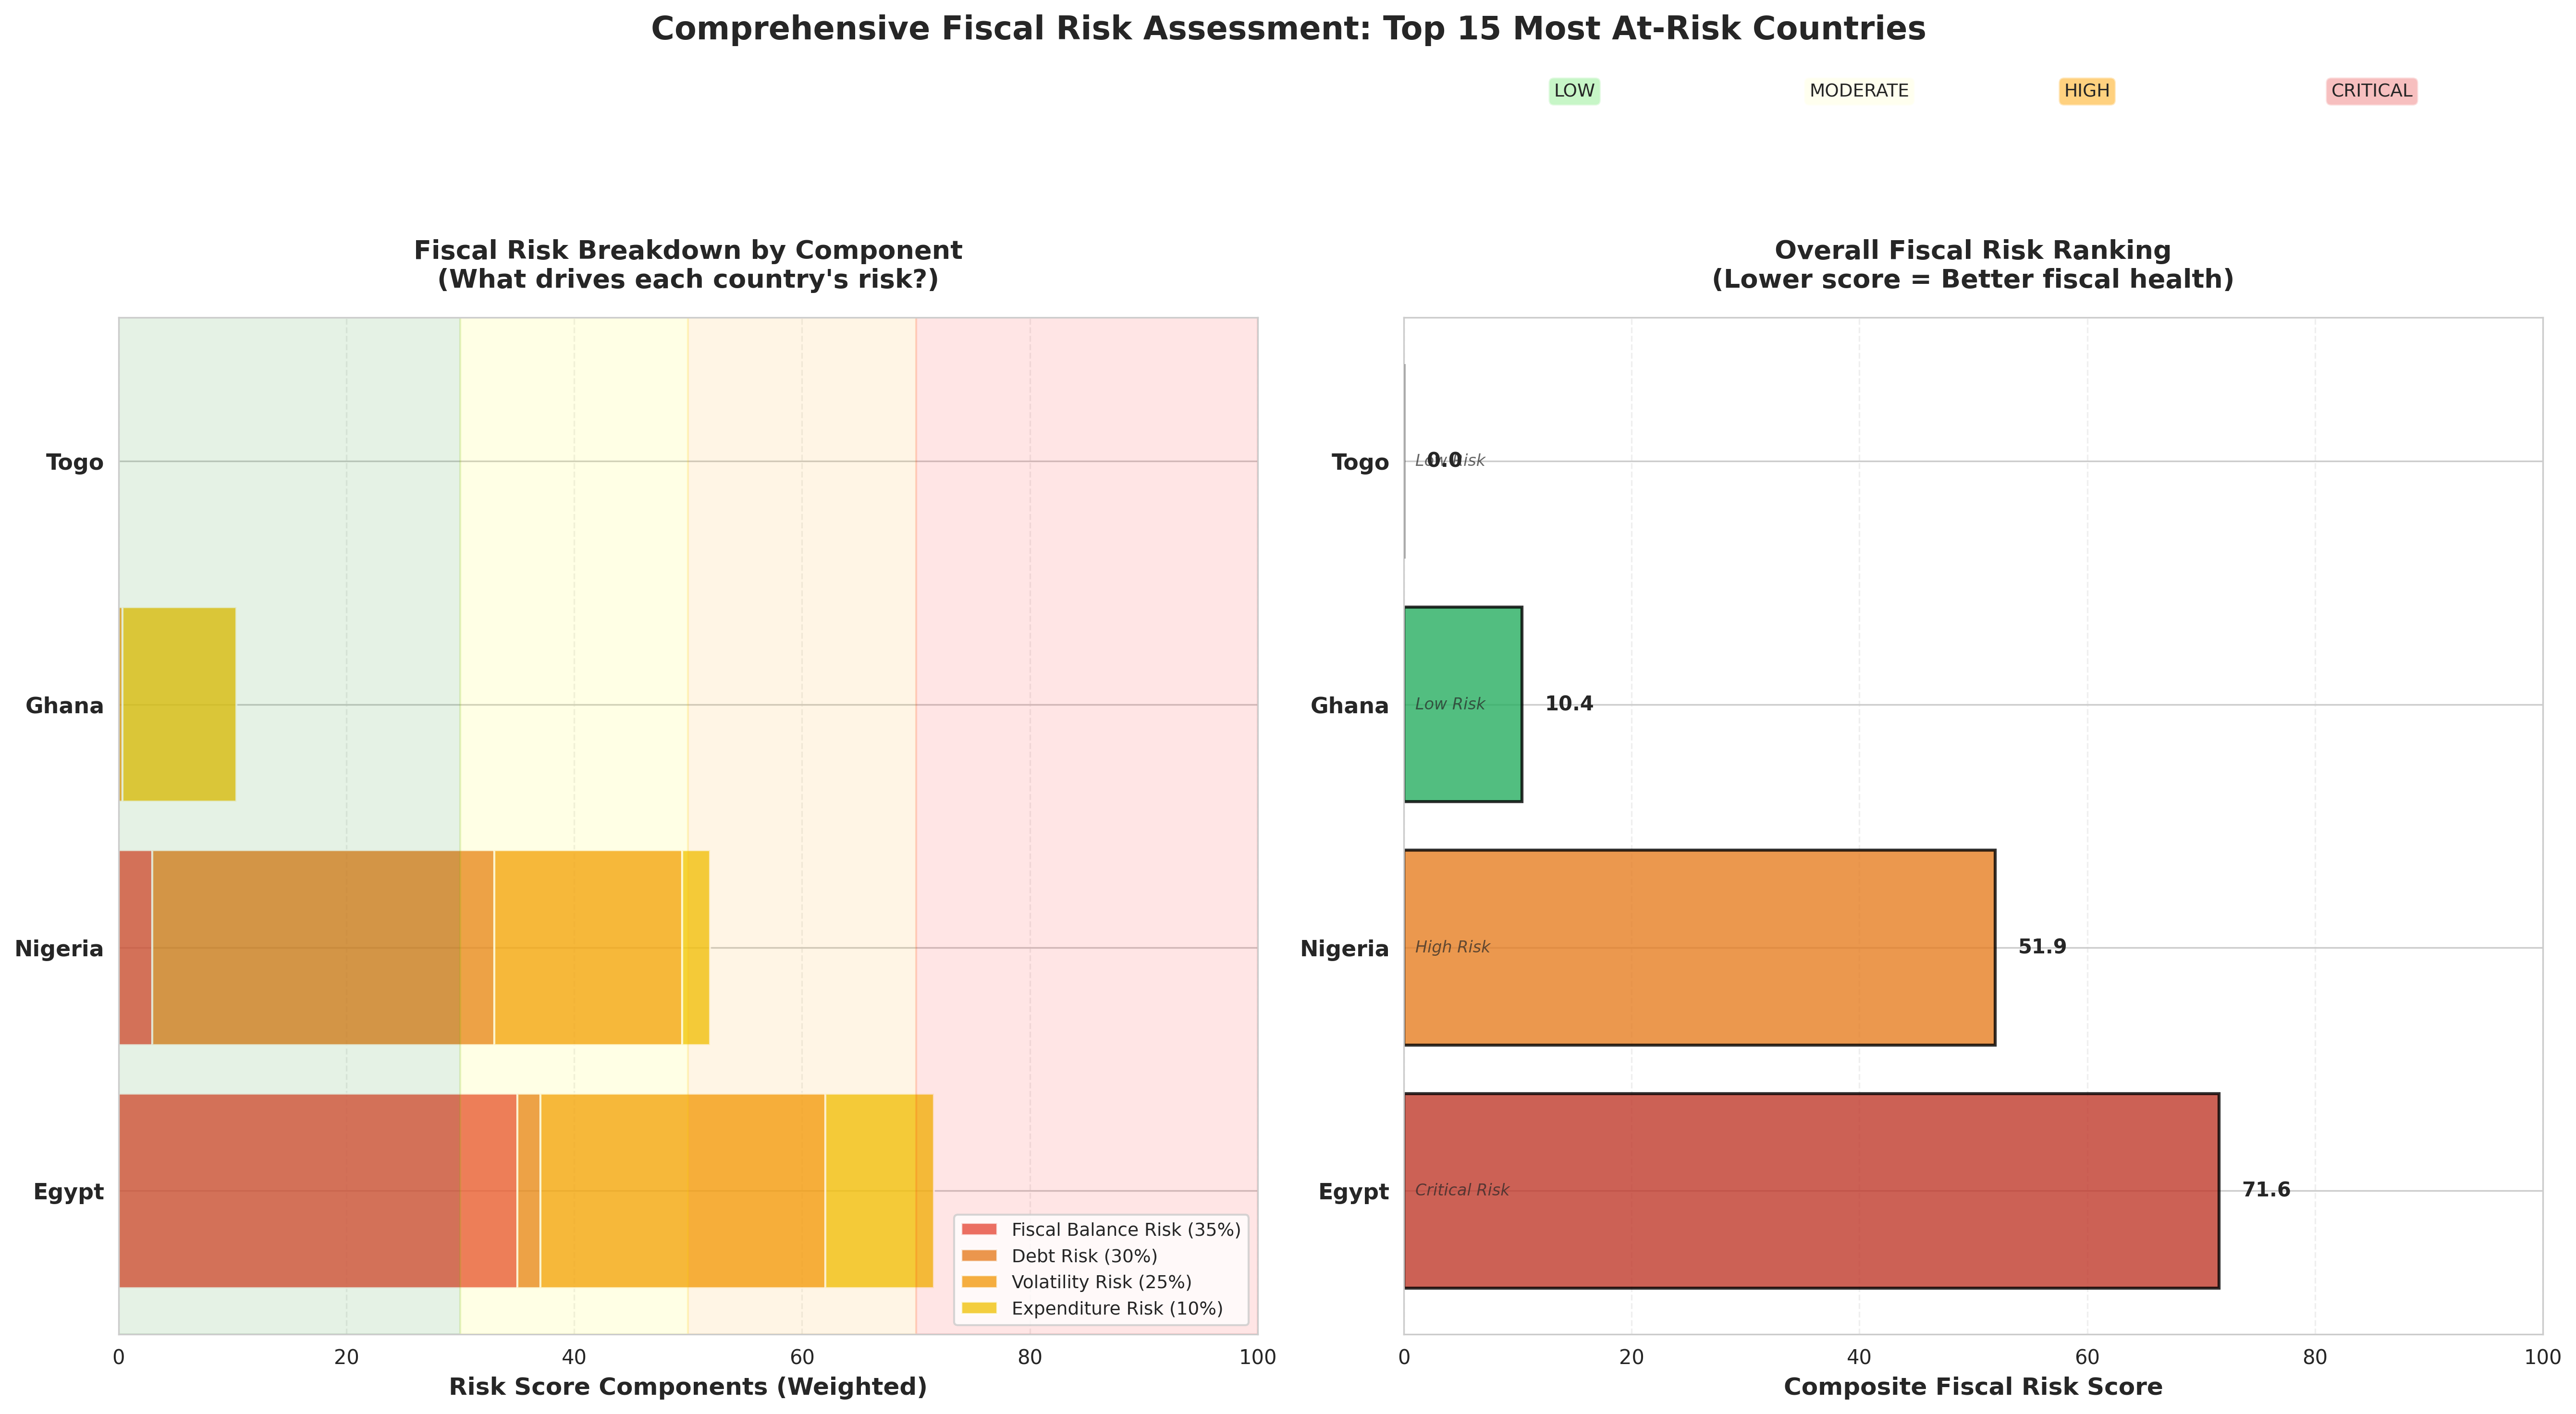 Comprehensive Fiscal Risk Assessment: Top 15 Most At-Risk Countries
LOW
MODERATE
HIGH
CRITICAL
Fiscal Risk Breakdown by Component
(What drives each country's risk?)
Togo
Ghana
Nigeria
Egypt
Fiscal Balance Risk (35%)
Debt Risk (30%)
Volatility Risk (25%)
Expenditure Risk (10%)
0
20
40
60
80
100
Risk Score Components (Weighted)
Overall Fiscal Risk Ranking
(Lower score = Better fiscal health)
Togo
Low Risk
0.0
Ghana
Low Risk
10.4
Nigeria
High Risk
51.9
Egypt
Critical Risk
71.6
0
20
40
60
80
100
Composite Fiscal Risk Score